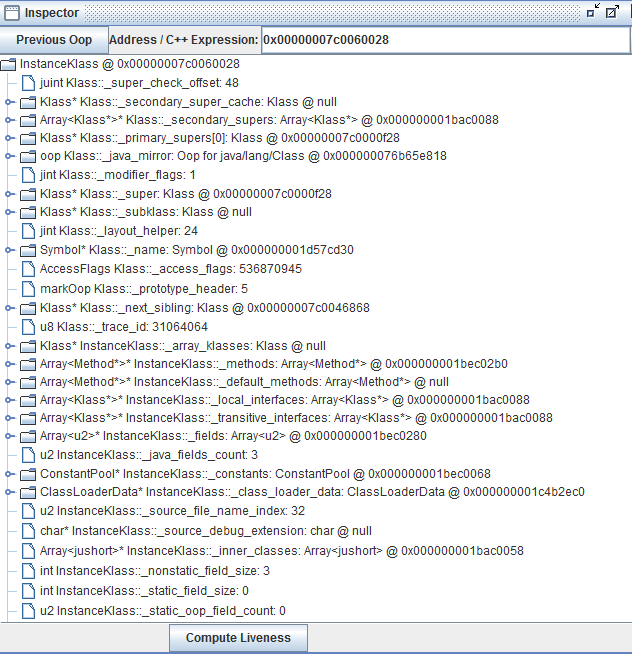 Inspector
Previous Oop Address / C++ Expression: 0x00000007c0060028
InstanceKlass @ 0x00000007c0060028
juint Klass::_super_check_offset: 48
Klass* Klass::_secondary_super_cache: Klass @ null
Array<Klass*>* Klass::_secondary_supers: Array<Klass*> @ 0x000000001bac0088
Klass* Klass::_primary_supers[0]: Klass @ 0x00000007c0000f28
oop Klass::_java_mirror: Oop for java/lang/Class @ 0x000000076b65e818
jint Klass::_modifier_flags: 1
Klass* Klass::_super: Klass @ 0x00000007c0000f28
Klass* Klass::_subklass: Klass @ null
jint Klass::_layout_helper: 24
Symbol* Klass::_name: Symbol @ 0x000000001d57cd30
AccessFlags Klass::_access_flags: 536870945
markOop Klass::_prototype_header: 5
Klass* Klass::_next_sibling: Klass @ 0x00000007c0046868
u8 Klass::_trace_id: 31064064
Klass* InstanceKlass::_array_klasses: Klass @ null
Array<Method*>* InstanceKlass::_methods: Array<Method*> @ 0x000000001bec02b0
Array<Method*>* InstanceKlass::_default_methods: Array<Method*> @ null
Array<Klass*>* InstanceKlass::_local_interfaces: Array<Klass*> @ 0x000000001bac0088
Array<Klass*>* InstanceKlass::_transitive_interfaces: Array<Klass*> @ 0x000000001bac0088
Array<u2>* InstanceKlass::_fields: Array<u2> @ 0x000000001bec0280
u2 InstanceKlass::_java_fields_count: 3
ConstantPool* InstanceKlass::_constants: ConstantPool @ 0x000000001bec0068
ClassLoaderData* InstanceKlass::_class_loader_data: ClassLoaderData @ 0x000000001c4b2ec0
u2 InstanceKlass::_source_file_name_index: 32
char* InstanceKlass::_source_debug_extension: char @ null
Array<jushort>* InstanceKlass::_inner_classes: Array<jushort> @ 0x000000001bac0058
int InstanceKlass::_nonstatic_field_size: 3
int InstanceKlass::_static_field_size: 0
u2 InstanceKlass::_static_oop_field_count: 0
Compute Liveness